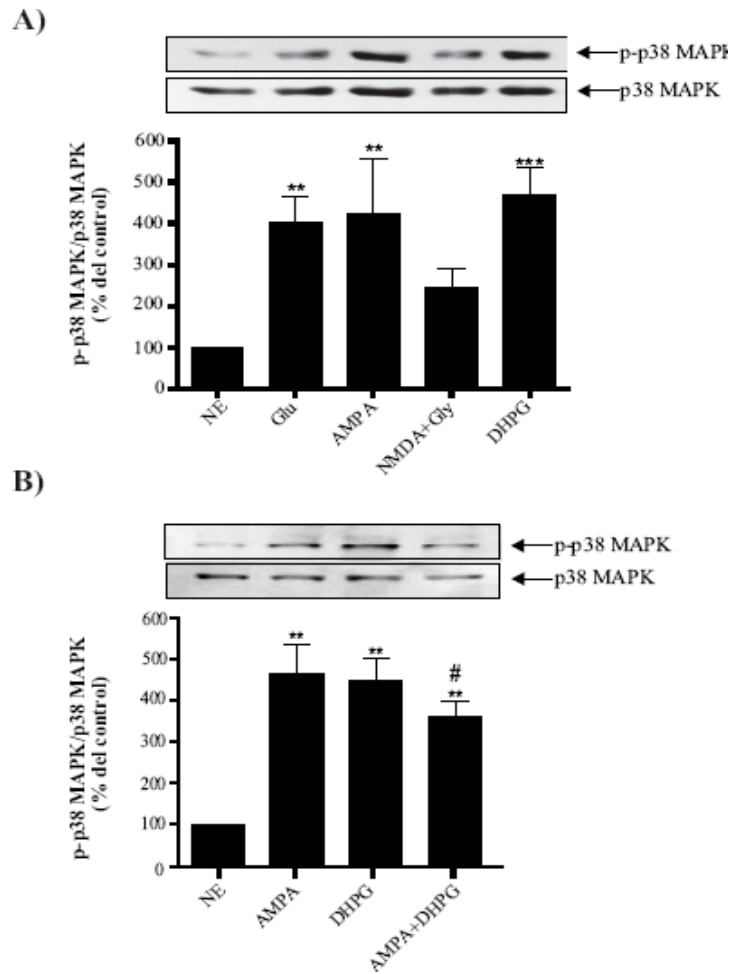 A)
p-p38 MAPK
p38 MAPK
p-p38 MAPK/p38 MAPK
(% del control)
600
500
400
300
200
100
0
**
**
***
NE
Glu
AMPA
NMDA+Gly
DHPG
B)
p-p38 MAPK
p38 MAPK
p-p38 MAPK/p38 MAPK
(% del control)
600
500
400
300
200
100
0
**
**
#
**
NE
AMPA
DHPG
AMPA+DHPG